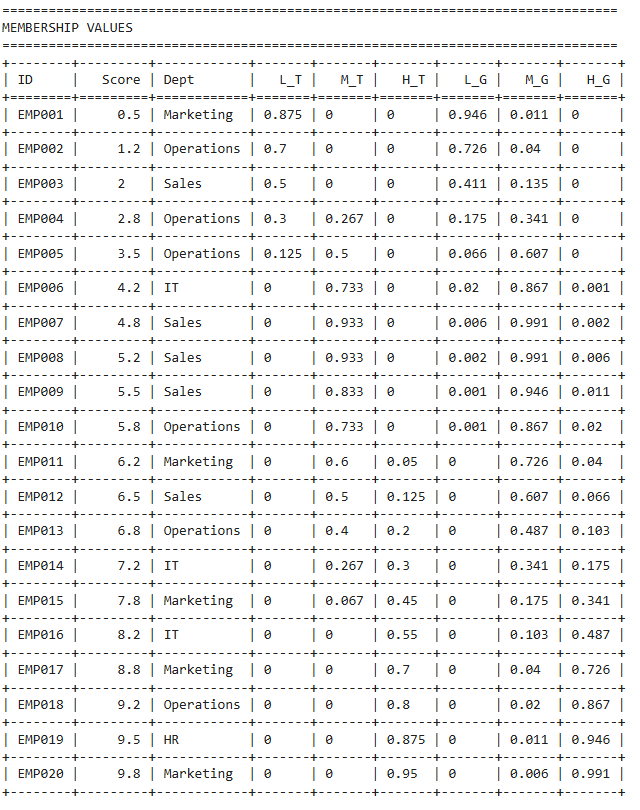 ==============================================================================
MEMBERSHIP VALUES
==============================================================================
+--------+---------+------------+-------+-------+-------+-------+-------+-------+
| ID     |   Score | Dept       |   L_T |   M_T |   H_T |   L_G |   M_G |   H_G |
+========+=========+============+=======+=======+=======+=======+=======+=======+
| EMP001 |     0.5 | Marketing  | 0.875 | 0     | 0     | 0.946 | 0.011 | 0     |
+--------+---------+------------+-------+-------+-------+-------+-------+-------+
| EMP002 |     1.2 | Operations | 0.7   | 0     | 0     | 0.726 | 0.04  | 0     |
+--------+---------+------------+-------+-------+-------+-------+-------+-------+
| EMP003 |     2   | Sales      | 0.5   | 0     | 0     | 0.411 | 0.135 | 0     |
+--------+---------+------------+-------+-------+-------+-------+-------+-------+
| EMP004 |     2.8 | Operations | 0.3   | 0.267 | 0     | 0.175 | 0.341 | 0     |
+--------+---------+------------+-------+-------+-------+-------+-------+-------+
| EMP005 |     3.5 | Operations | 0.125 | 0.5   | 0     | 0.066 | 0.607 | 0     |
+--------+---------+------------+-------+-------+-------+-------+-------+-------+
| EMP006 |     4.2 | IT         | 0     | 0.733 | 0     | 0.02  | 0.867 | 0.001 |
+--------+---------+------------+-------+-------+-------+-------+-------+-------+
| EMP007 |     4.8 | Sales      | 0     | 0.933 | 0     | 0.006 | 0.991 | 0.002 |
+--------+---------+------------+-------+-------+-------+-------+-------+-------+
| EMP008 |     5.2 | Sales      | 0     | 0.933 | 0     | 0.002 | 0.991 | 0.006 |
+--------+---------+------------+-------+-------+-------+-------+-------+-------+
| EMP009 |     5.5 | Sales      | 0     | 0.833 | 0     | 0.001 | 0.946 | 0.011 |
+--------+---------+------------+-------+-------+-------+-------+-------+-------+
| EMP010 |     5.8 | Operations | 0     | 0.733 | 0     | 0.001 | 0.867 | 0.02  |
+--------+---------+------------+-------+-------+-------+-------+-------+-------+
| EMP011 |     6.2 | Marketing  | 0     | 0.6   | 0.05  | 0     | 0.726 | 0.04  |
+--------+---------+------------+-------+-------+-------+-------+-------+-------+
| EMP012 |     6.5 | Sales      | 0     | 0.5   | 0.125 | 0     | 0.607 | 0.066 |
+--------+---------+------------+-------+-------+-------+-------+-------+-------+
| EMP013 |     6.8 | Operations | 0     | 0.4   | 0.2   | 0     | 0.487 | 0.103 |
+--------+---------+------------+-------+-------+-------+-------+-------+-------+
| EMP014 |     7.2 | IT         | 0     | 0.267 | 0.3   | 0     | 0.341 | 0.175 |
+--------+---------+------------+-------+-------+-------+-------+-------+-------+
| EMP015 |     7.8 | Marketing  | 0     | 0.067 | 0.45  | 0     | 0.175 | 0.341 |
+--------+---------+------------+-------+-------+-------+-------+-------+-------+
| EMP016 |     8.2 | IT         | 0     | 0     | 0.55  | 0     | 0.103 | 0.487 |
+--------+---------+------------+-------+-------+-------+-------+-------+-------+
| EMP017 |     8.8 | Marketing  | 0     | 0     | 0.7   | 0     | 0.04  | 0.726 |
+--------+---------+------------+-------+-------+-------+-------+-------+-------+
| EMP018 |     9.2 | Operations | 0     | 0     | 0.8   | 0     | 0.02  | 0.867 |
+--------+---------+------------+-------+-------+-------+-------+-------+-------+
| EMP019 |     9.5 | HR         | 0     | 0     | 0.875 | 0     | 0.011 | 0.946 |
+--------+---------+------------+-------+-------+-------+-------+-------+-------+
| EMP020 |     9.8 | Marketing  | 0     | 0     | 0.95  | 0     | 0.006 | 0.991 |
+--------+---------+------------+-------+-------+-------+-------+-------+-------+